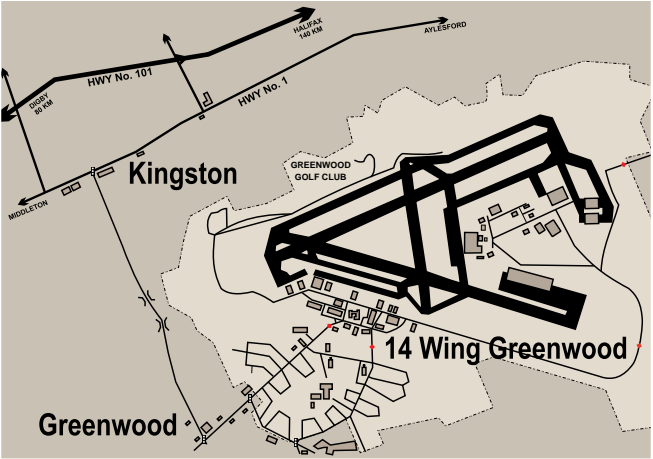 HALIFAX
140 KM
AYLESFORD
HWY No. 101
HWY No. 1
DIGBY
80 KM
GREENWOOD
GOLF CLUB
Kingston
MIDDLETON
14 Wing Greenwood
Greenwood